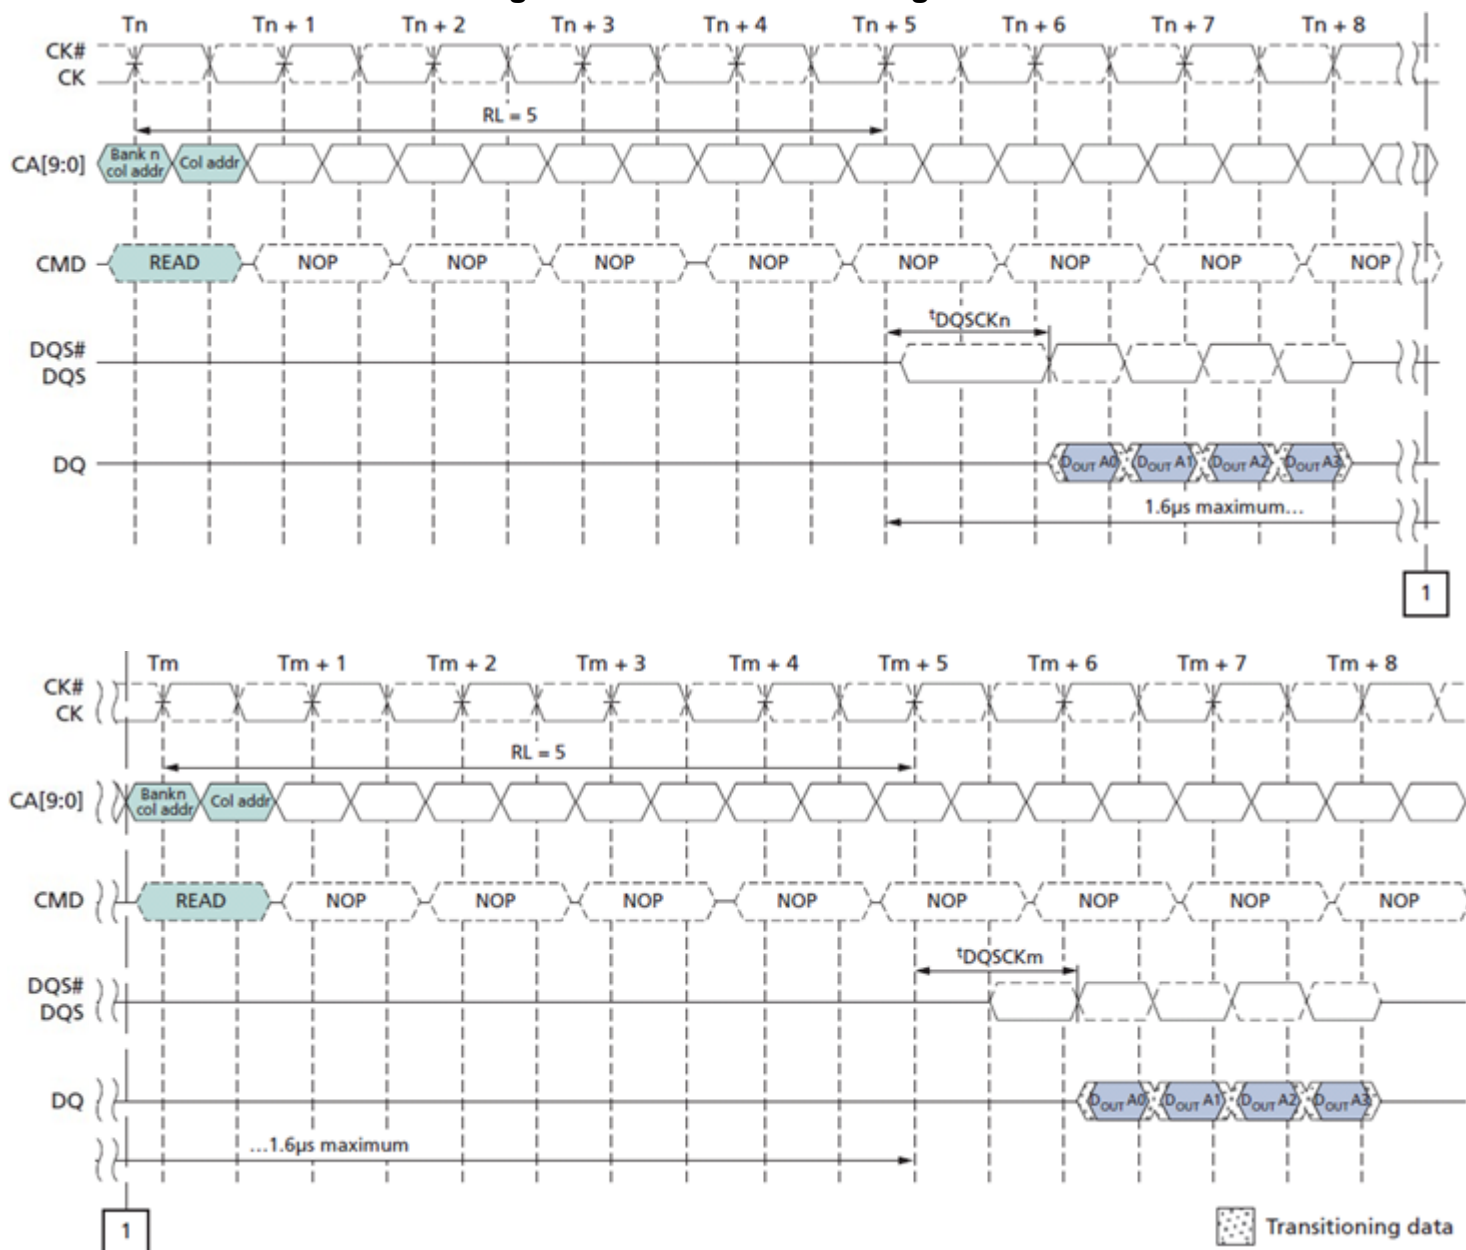 Tn Tn + 1 Tn + 2 Tn + 3 Tn + 4 Tn + 5 Tn + 6 Tn + 7 Tn + 8
CK#
CK
RL = 5
CA[9:0] Bank n col addr Col addr
CMD READ NOP NOP NOP NOP NOP NOP NOP NOP
tDQSCKn
DQS#
DQS
DQ DOUT A0 DOUT A1 DOUT A2 DOUT A3
1.6µs maximum...
1
Tm Tm + 1 Tm + 2 Tm + 3 Tm + 4 Tm + 5 Tm + 6 Tm + 7 Tm + 8
CK#
CK
RL = 5
CA[9:0] Bankn col addr Col addr
CMD READ NOP NOP NOP NOP NOP NOP NOP NOP
tDQSCKm
DQS#
DQS
DQ DOUT A0 DOUT A1 DOUT A2 DOUT A3
...1.6µs maximum
1
Transitioning data